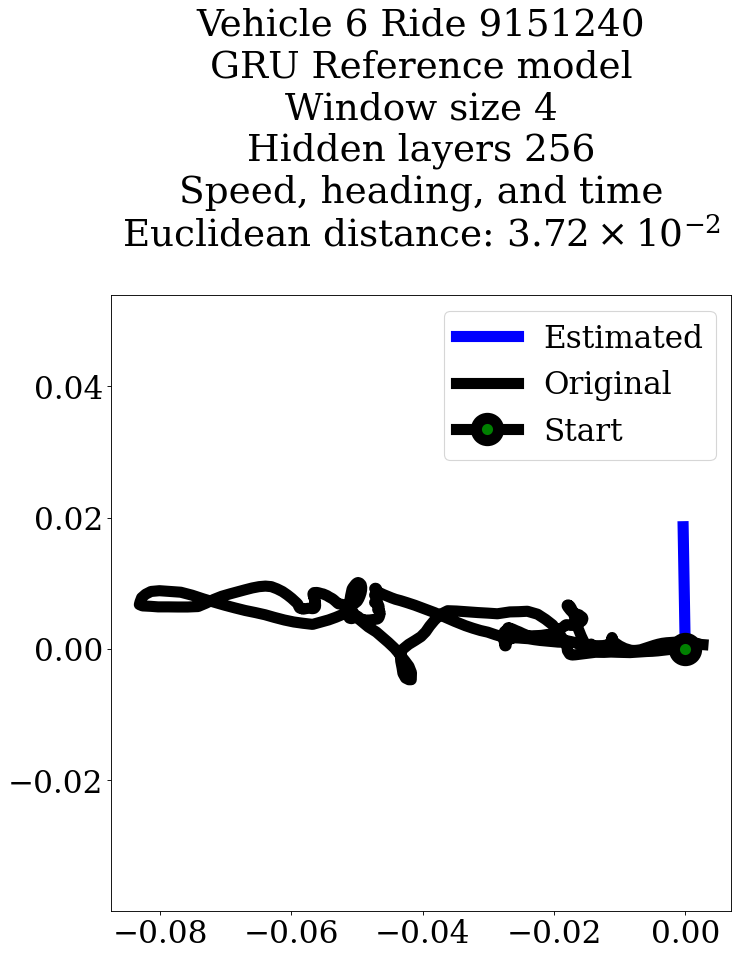 Vehicle 6 Ride 9151240
GRU Reference model
Window size 4
Hidden layers 256
Speed, heading, and time
Euclidean distance: 3.72 × 10⁻²
Estimated
Original
Start
0.04
0.02
0.00
−0.02
−0.08 −0.06 −0.04 −0.02 0.00